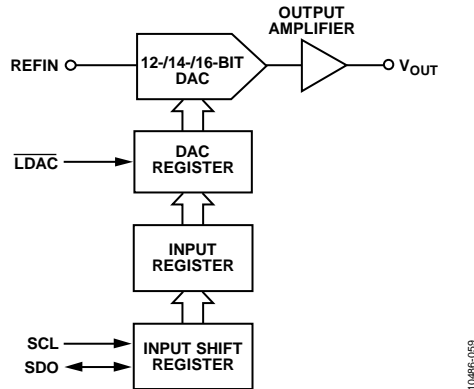 OUTPUT
AMPLIFIER
REFIN
12-/14-/16-BIT
DAC
VOUT
LDAC
DAC
REGISTER
INPUT
REGISTER
SCL
SDO
INPUT SHIFT
REGISTER
10486-059